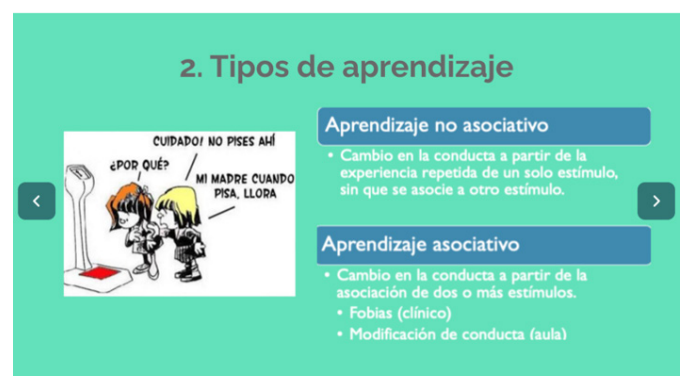 2. Tipos de aprendizaje
CUIDADO! NO PISES AHÍ
¿POR QUÉ?
MI MADRE CUANDO
PISA, LLORA
Aprendizaje no asociativo
• Cambio en la conducta a partir de la
experiencia repetida de un solo estímulo,
sin que se asocie a otro estímulo.
Aprendizaje asociativo
• Cambio en la conducta a partir de la
asociación de dos o más estímulos.
• Fobias (clínico)
• Modificación de conducta (aula)